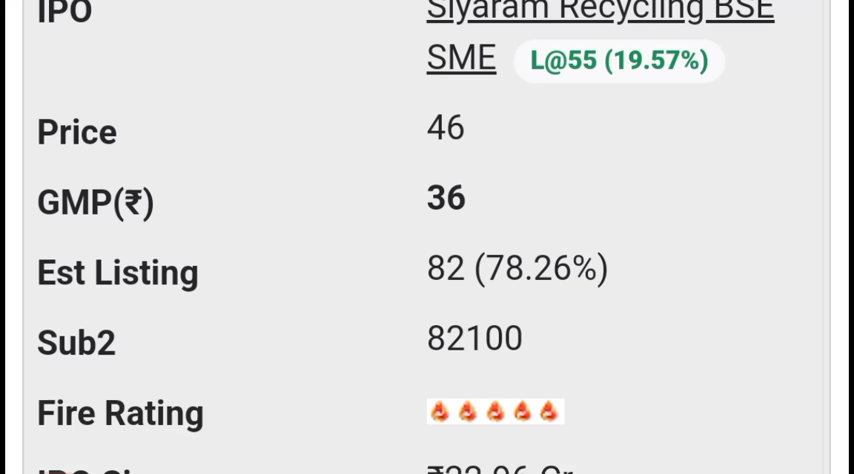 IPO
Siyaram Recycling BSE
SME L@55 (19.57%)
Price 46
GMP(₹) 36
Est Listing 82 (78.26%)
Sub2 82100
Fire Rating